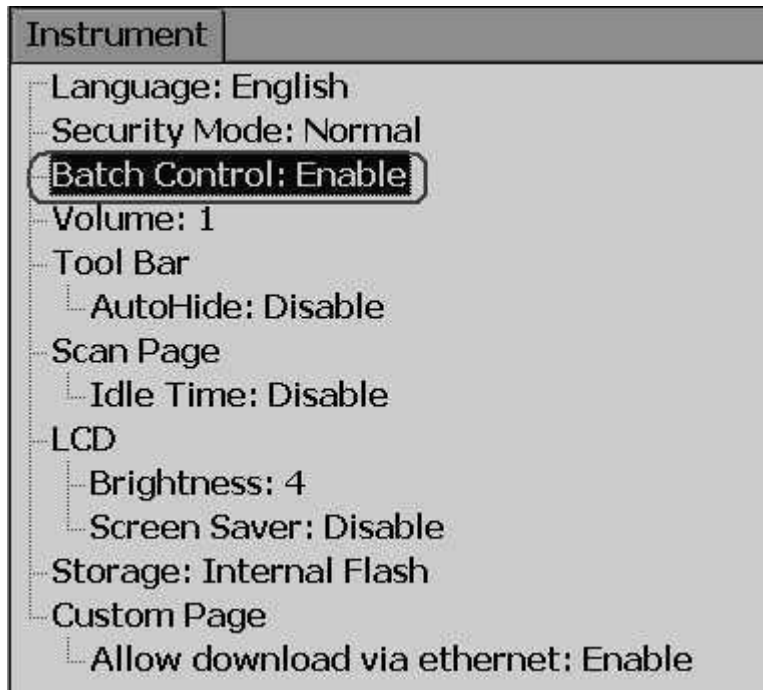 Instrument
Language: English
Security Mode: Normal
Batch Control: Enable
Volume: 1
Tool Bar
AutoHide: Disable
Scan Page
Idle Time: Disable
LCD
Brightness: 4
Screen Saver: Disable
Storage: Internal Flash
Custom Page
Allow download via ethernet: Enable